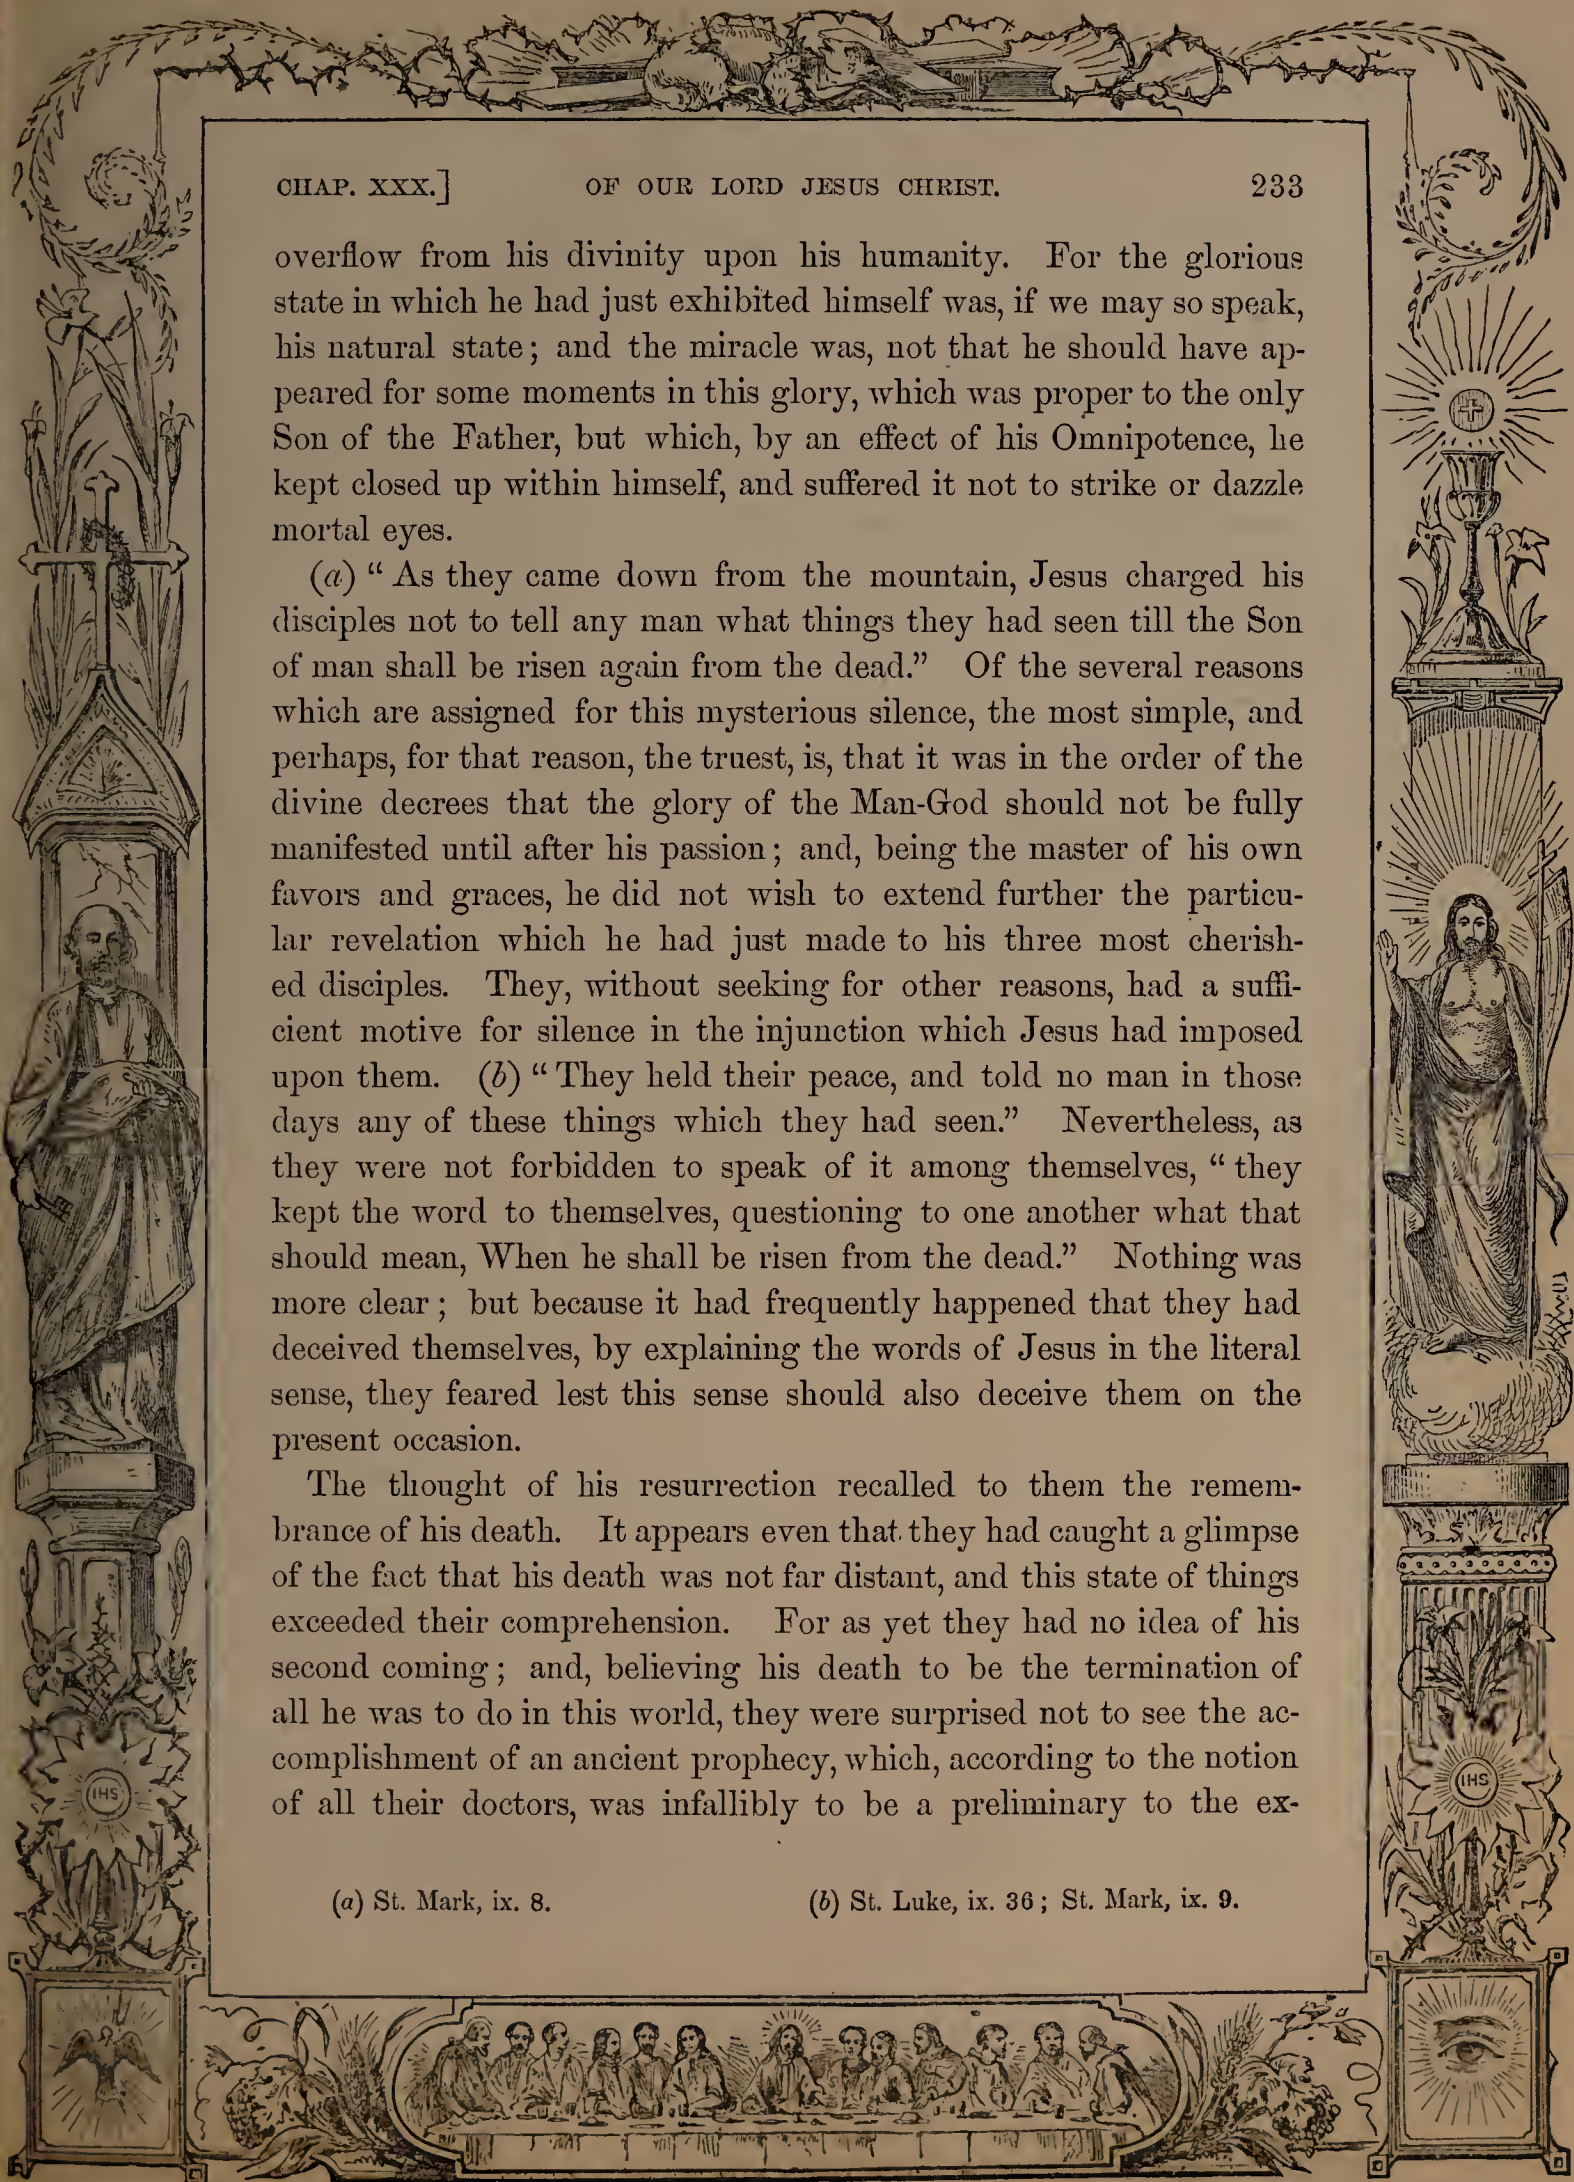 CHAP. XXX.] OF OUR LORD JESUS CHRIST. 233
overflow from his divinity upon his humanity. For the glorious
state in which he had just exhibited himself was, if we may so speak,
his natural state; and the miracle was, not that he should have ap-
peared for some moments in this glory, which was proper to the only
Son of the Father, but which, by an effect of his Omnipotence, he
kept closed up within himself, and suffered it not to strike or dazzle
mortal eyes.
(a) “ As they came down from the mountain, Jesus charged his
disciples not to tell any man what things they had seen till the Son
of man shall be risen again from the dead.” Of the several reasons
which are assigned for this mysterious silence, the most simple, and
perhaps, for that reason, the truest, is, that it was in the order of the
divine decrees that the glory of the Man-God should not be fully
manifested until after his passion; and, being the master of his own
favors and graces, he did not wish to extend further the particu-
lar revelation which he had just made to his three most cherish-
ed disciples. They, without seeking for other reasons, had a suffi-
cient motive for silence in the injunction which Jesus had imposed
upon them. (b) “ They held their peace, and told no man in those
days any of these things which they had seen.” Nevertheless, as
they were not forbidden to speak of it among themselves, “ they
kept the word to themselves, questioning to one another what that
should mean, When he shall be risen from the dead.” Nothing was
more clear; but because it had frequently happened that they had
deceived themselves, by explaining the words of Jesus in the literal
sense, they feared lest this sense should also deceive them on the
present occasion.
The thought of his resurrection recalled to them the remem-
brance of his death. It appears even that they had caught a glimpse
of the fact that his death was not far distant, and this state of things
exceeded their comprehension. For as yet they had no idea of his
second coming; and, believing his death to be the termination of
all he was to do in this world, they were surprised not to see the ac-
complishment of an ancient prophecy, which, according to the notion
of all their doctors, was infallibly to be a preliminary to the ex-
(a) St. Mark, ix. 8. (b) St. Luke, ix. 36; St. Mark, ix. 9.
IHS
IHS